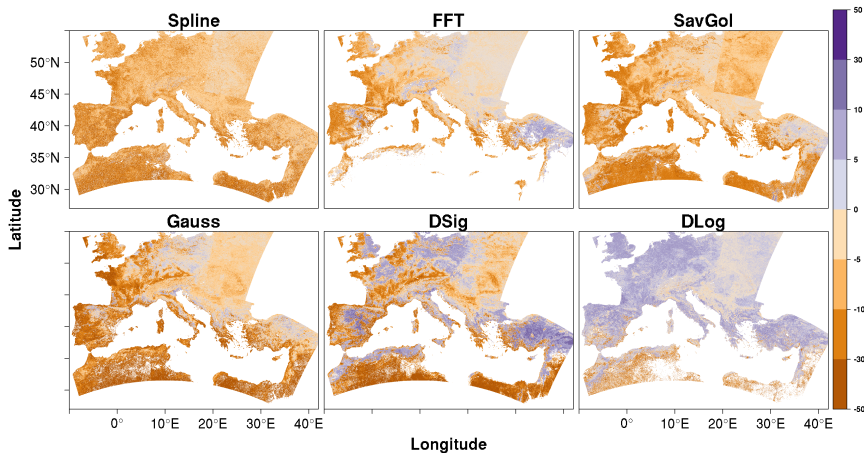 Spline FFT SavGol
50°N
45°N
40°N
35°N
30°N
Latitude
Gauss DSig DLog
0° 10°E 20°E 30°E 40°E 0° 10°E 20°E 30°E 40°E
Longitude
50
30
10
5
0
-5
-10
-30
-50